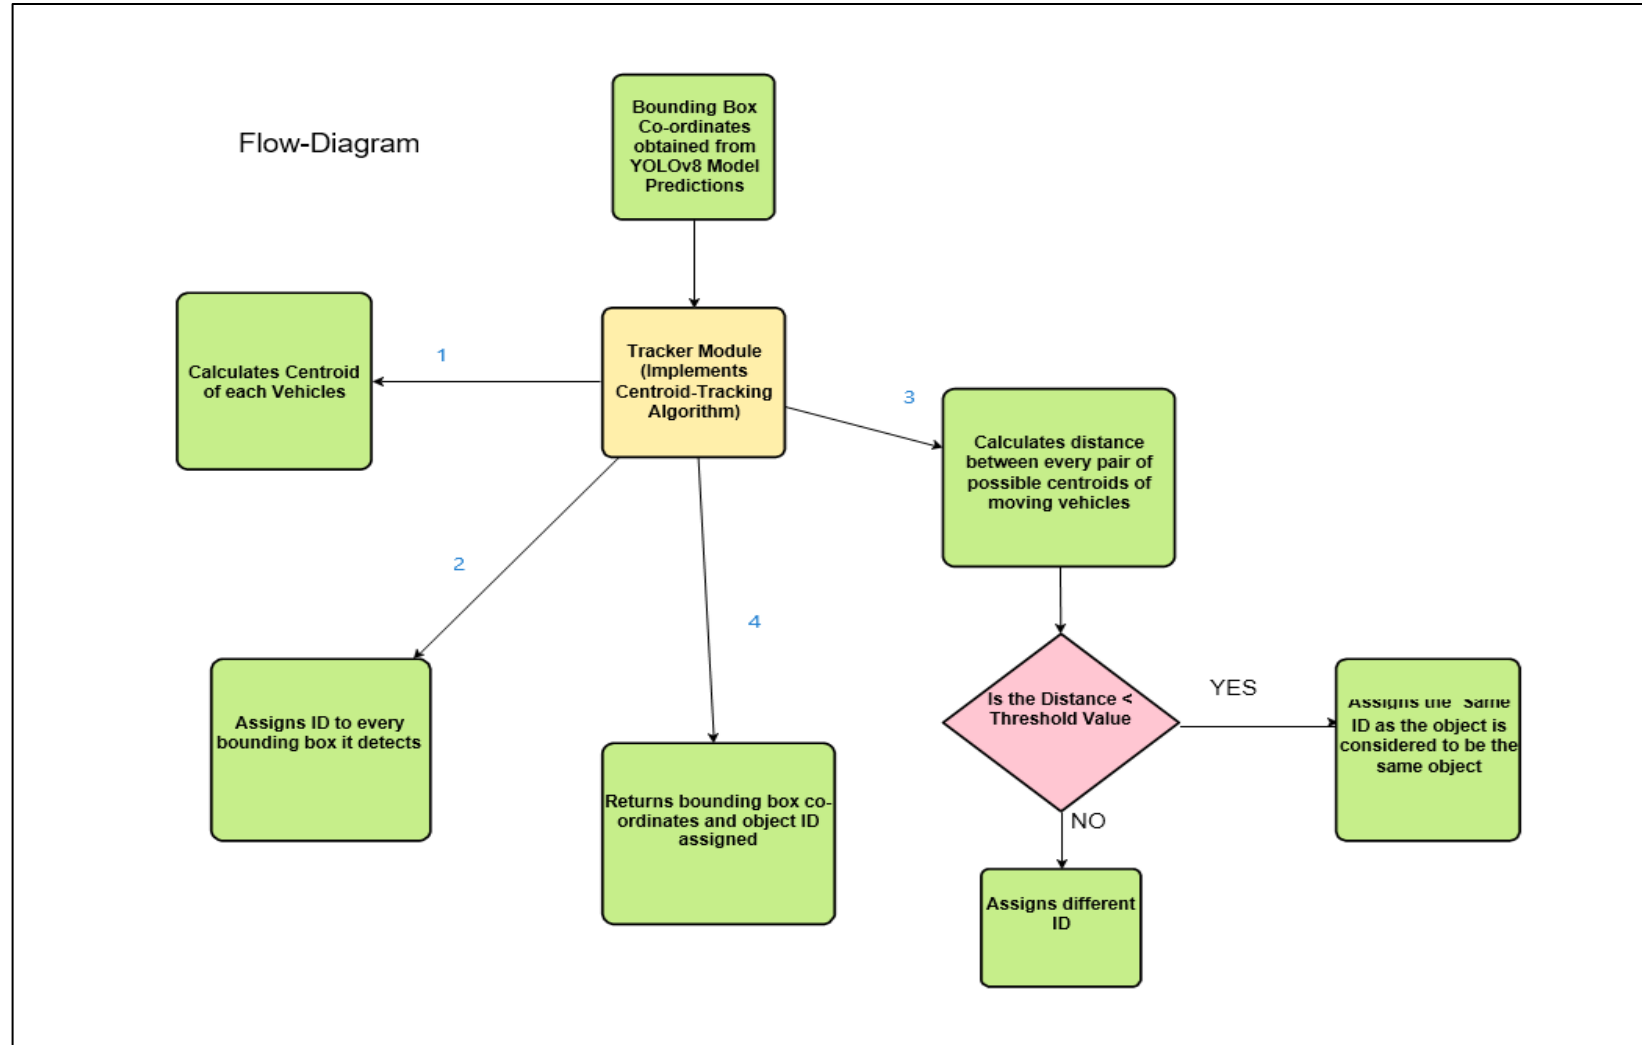 Flow-Diagram
Bounding Box
Co-ordinates
obtained from
YOLOv8 Model
Predictions
Tracker Module
(Implements
Centroid-Tracking
Algorithm)
1
Calculates Centroid
of each Vehicles
2
Assigns ID to every
bounding box it detects
3
Calculates distance
between every pair of
possible centroids of
moving vehicles
Is the Distance <
Threshold Value
YES
Assigns the Same
ID as the object is
considered to be the
same object
NO
Assigns different
ID
4
Returns bounding box co-
ordinates and object ID
assigned